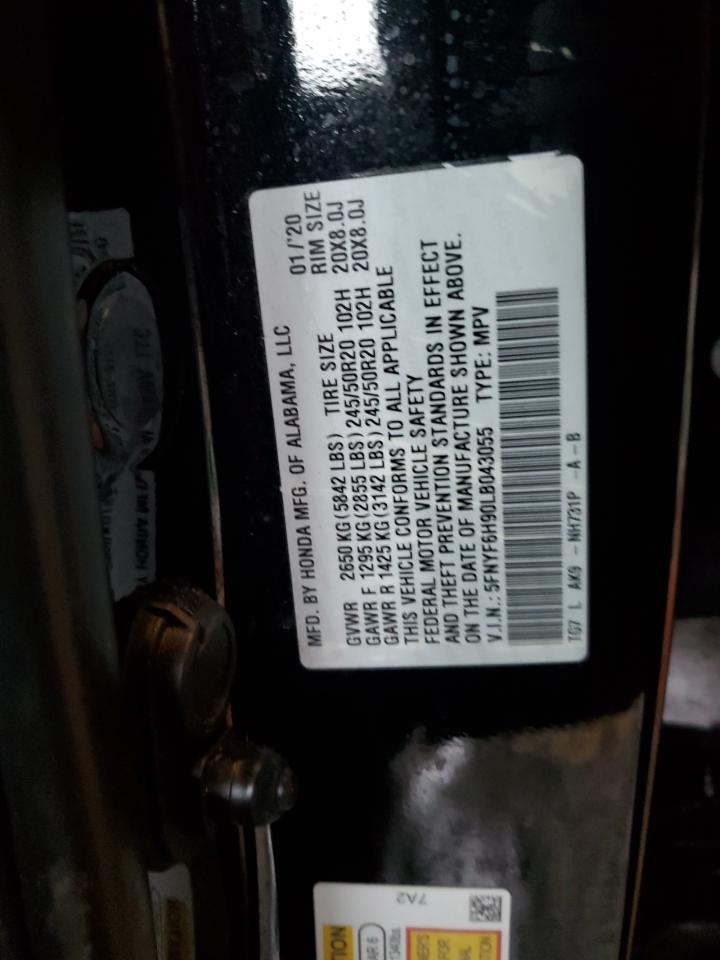 MFD. BY HONDA MFG. OF ALABAMA, LLC 01/'20
GVWR 2650 KG (5842 LBS) TIRE SIZE RIM SIZE
GAWR F 1295 KG (2855 LBS) 245/50R20 102H 20X8.0J
GAWR R 1425 KG (3142 LBS) 245/50R20 102H 20X8.0J
THIS VEHICLE CONFORMS TO ALL APPLICABLE
FEDERAL MOTOR VEHICLE SAFETY
AND THEFT PREVENTION STANDARDS IN EFFECT
ON THE DATE OF MANUFACTURE SHOWN ABOVE.
V.I.N.: 5FNYF6H90LB043055 TYPE: MPV
TG7 L AK9 - NH731P -A-B
7A2